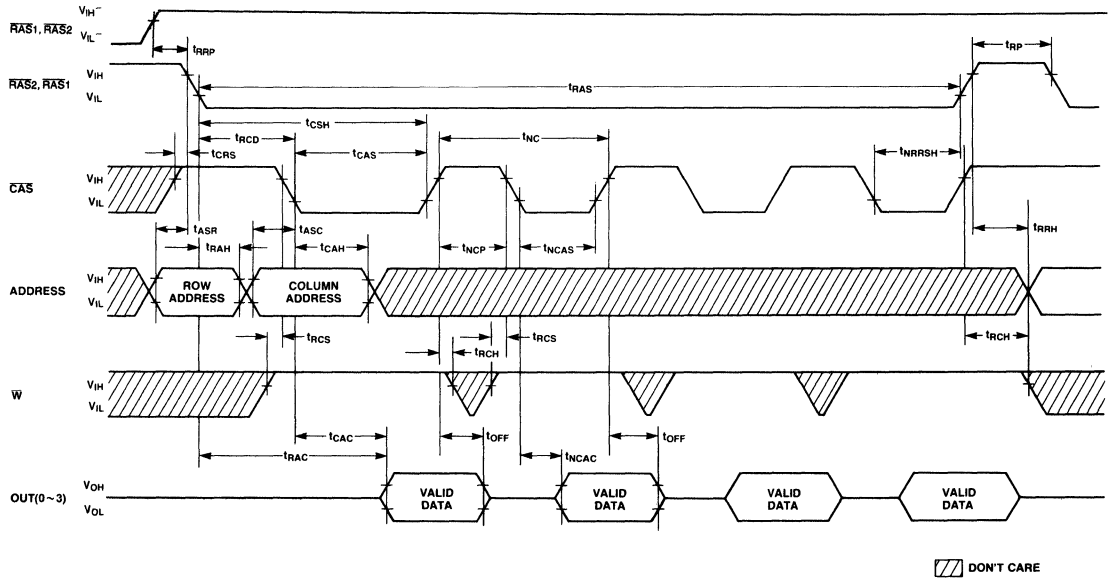 RAS1, RAS2
VIH-
VIL-
tRRP
tRP
RAS2, RAS1
VIH
VIL
tRAS
tCSH
tRCD
tNC
tCRS
tCAS
tNRRSH
CAS
VIH
VIL
tASR
tASC
tRAH
tCAH
tNCP
tNCAS
tRRH
ADDRESS
VIH
VIL
ROW ADDRESS
COLUMN ADDRESS
tRCS
tRCH
tRCS
tRCH
W
VIH
VIL
tCAC
tOFF
tOFF
tRAC
tNCAC
OUT(0~3)
VOH
VOL
VALID DATA
VALID DATA
VALID DATA
VALID DATA
DON'T CARE